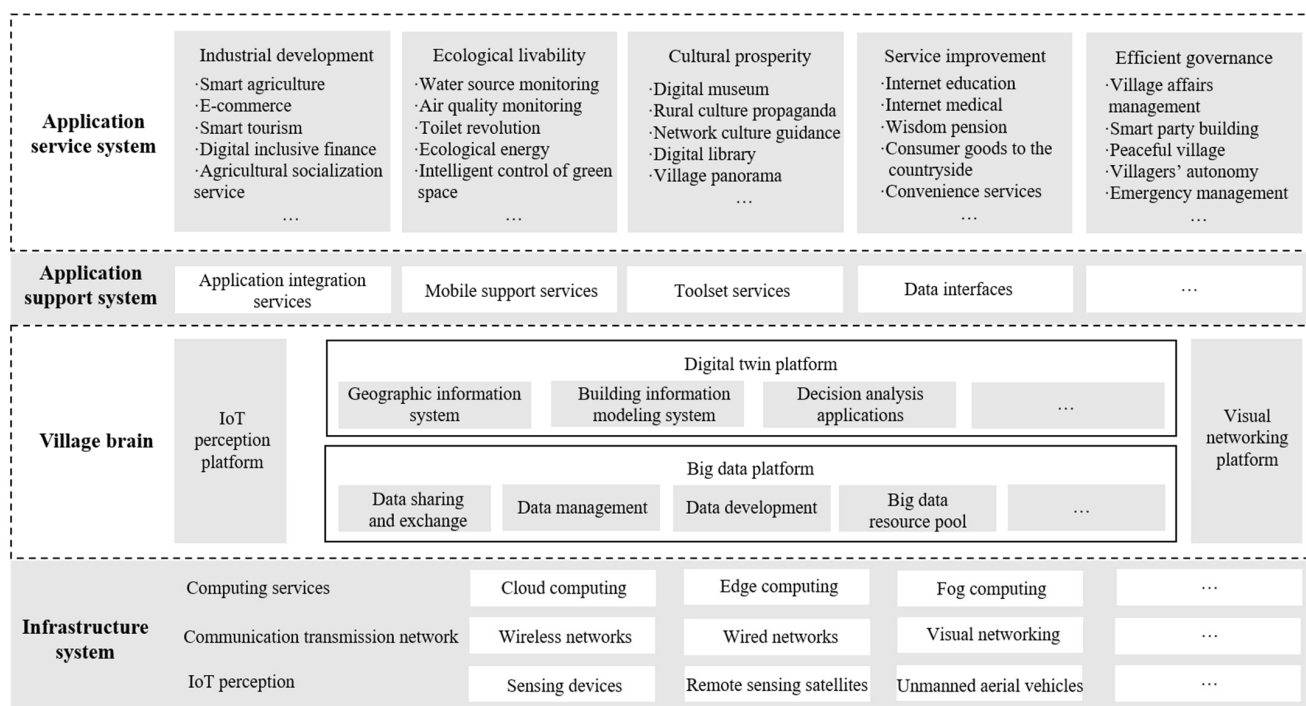 Application
service system
Industrial development
·Smart agriculture
·E-commerce
·Smart tourism
·Digital inclusive finance
·Agricultural socialization
service
…
Ecological livability
·Water source monitoring
·Air quality monitoring
·Toilet revolution
·Ecological energy
·Intelligent control of green
space
…
Cultural prosperity
·Digital museum
·Rural culture propaganda
·Network culture guidance
·Digital library
·Village panorama
…
Service improvement
·Internet education
·Internet medical
·Wisdom pension
·Consumer goods to the
countryside
·Convenience services
…
Efficient governance
·Village affairs
management
·Smart party building
·Peaceful village
·Villagers’ autonomy
·Emergency management
…
Application
support system
Application integration
services
Mobile support services
Toolset services
Data interfaces
…
Village brain
IoT
perception
platform
Digital twin platform
Geographic information
system
Building information
modeling system
Decision analysis
applications
…
Big data platform
Data sharing
and exchange
Data management
Data development
Big data
resource pool
…
Visual
networking
platform
Infrastructure
system
Computing services
Cloud computing
Edge computing
Fog computing
…
Communication transmission network
Wireless networks
Wired networks
Visual networking
…
IoT perception
Sensing devices
Remote sensing satellites
Unmanned aerial vehicles
…